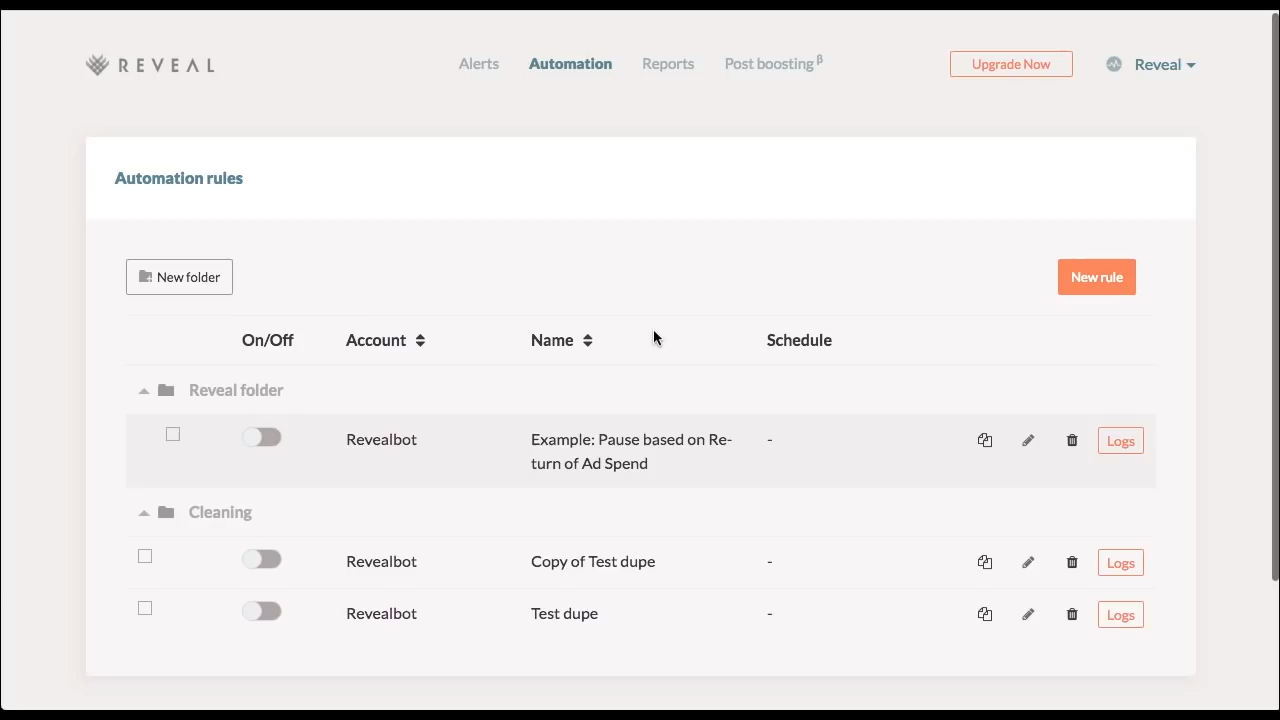 REVEAL
Alerts
Automation
Reports
Post boosting β
Upgrade Now
Reveal
Automation rules
New folder
New rule
On/Off
Account
Name
Schedule
Reveal folder
Revealbot
Example: Pause based on Re-
turn of Ad Spend
-
Logs
Cleaning
Revealbot
Copy of Test dupe
-
Logs
Revealbot
Test dupe
-
Logs